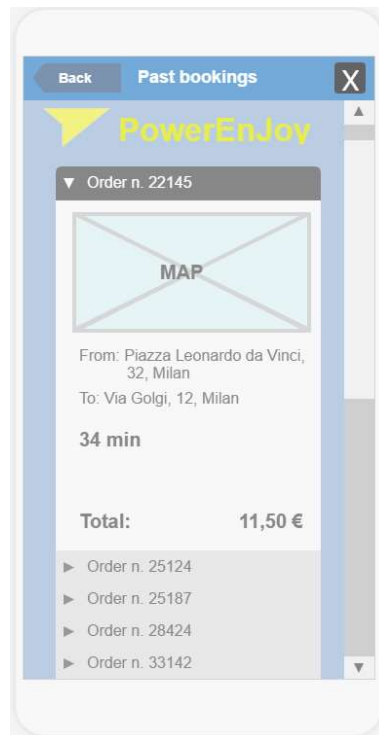 Back Past bookings X
PowerEnJoy
▼ Order n. 22145
MAP
From: Piazza Leonardo da Vinci,
32, Milan
To: Via Golgi, 12, Milan
34 min
Total: 11,50 €
► Order n. 25124
► Order n. 25187
► Order n. 28424
► Order n. 33142